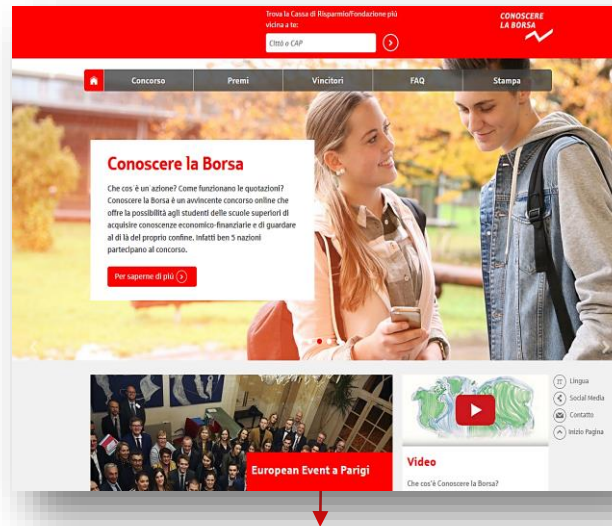 Trova la Cassa di Risparmio/Fondazione più
vicina a te:
Città o CAP
CONOSCERE
LA BORSA
Concorso Premi Vincitori FAQ Stampa
Conoscere la Borsa
Che cos'è un'azione? Come funzionano le quotazioni?
Conoscere la Borsa è un avvincente concorso online che
offre la possibilità agli studenti delle scuole superiori di
acquisire conoscenze economico-finanziarie e di guardare
al di là del proprio confine. Infatti ben 5 nazioni
partecipano al concorso.
Per saperne di più
Lingua
Social Media
Contatto
Inizio Pagina
European Event a Parigi
Video
Che cos'è Conoscere la Borsa?